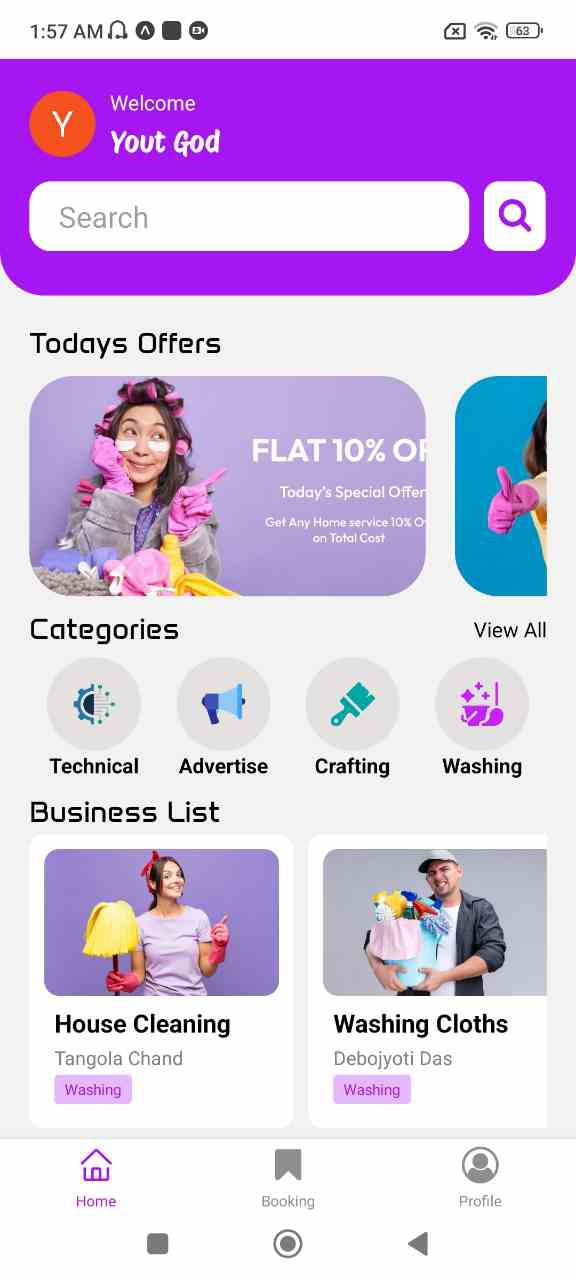 1:57 AM
63
Y
Welcome
Yout God
Search
Todays Offers
FLAT 10% OF
Today's Special Offer
Get Any Home service 10% O
on Total Cost
Categories
View All
Technical
Advertise
Crafting
Washing
Business List
House Cleaning
Washing Cloths
Tangola Chand
Debojyoti Das
Washing
Washing
Home
Booking
Profile